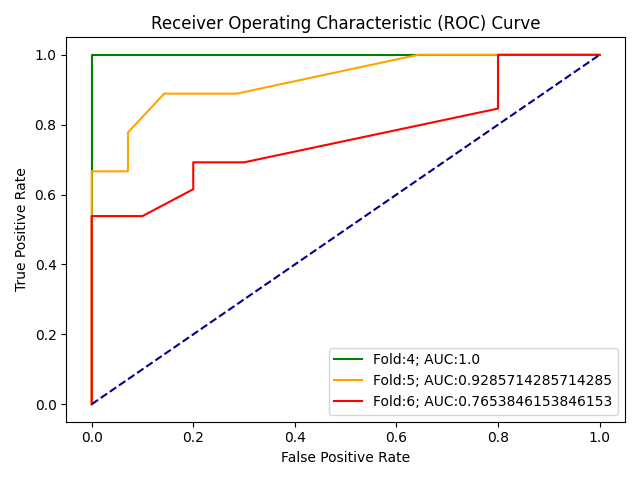 Receiver Operating Characteristic (ROC) Curve
1.0
0.8
0.6
0.4
0.2
0.0
True Positive Rate
Fold:4; AUC:1.0
Fold:5; AUC:0.9285714285714285
Fold:6; AUC:0.7653846153846153
0.0 0.2 0.4 0.6 0.8 1.0
False Positive Rate